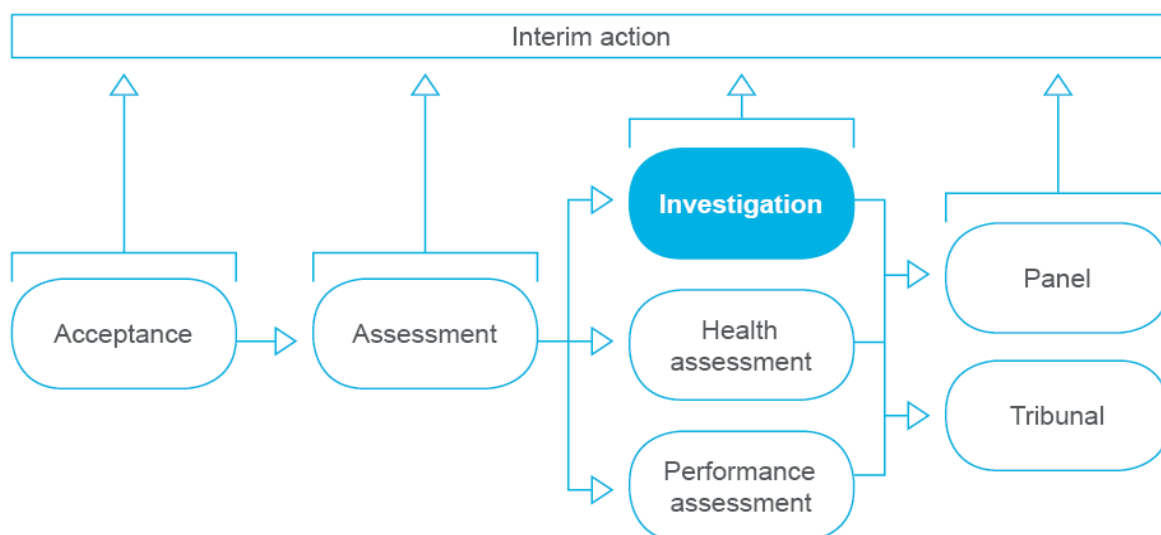 Interim action
Acceptance
Assessment
Investigation
Health
assessment
Performance
assessment
Panel
Tribunal